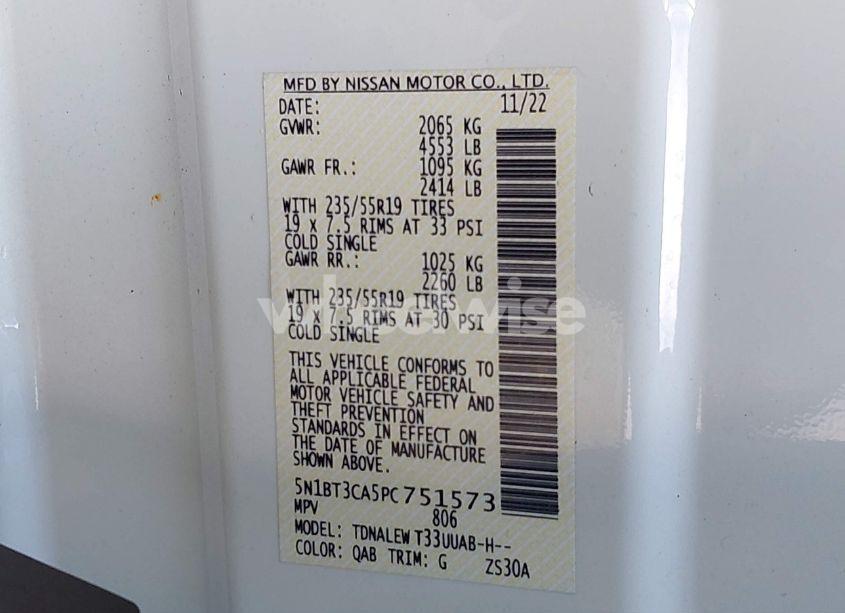 MFD BY NISSAN MOTOR CO., LTD.
DATE: 11/22
GVWR: 2065 KG
4553 LB
GAWR FR.: 1095 KG
2414 LB
WITH 235/55R19 TIRES
19 x 7.5 RIMS AT 33 PSI
COLD SINGLE
GAWR RR.: 1025 KG
2260 LB
WITH 235/55R19 TIRES
19 x 7.5 RIMS AT 30 PSI
COLD SINGLE
THIS VEHICLE CONFORMS TO
ALL APPLICABLE FEDERAL
MOTOR VEHICLE SAFETY AND
THEFT PREVENTION
STANDARDS IN EFFECT ON
THE DATE OF MANUFACTURE
SHOWN ABOVE.
5N1BT3CA5PC751573
MPV 806
MODEL: TDNALEW T33UUAB-H--
COLOR: QAB TRIM: G ZS30A